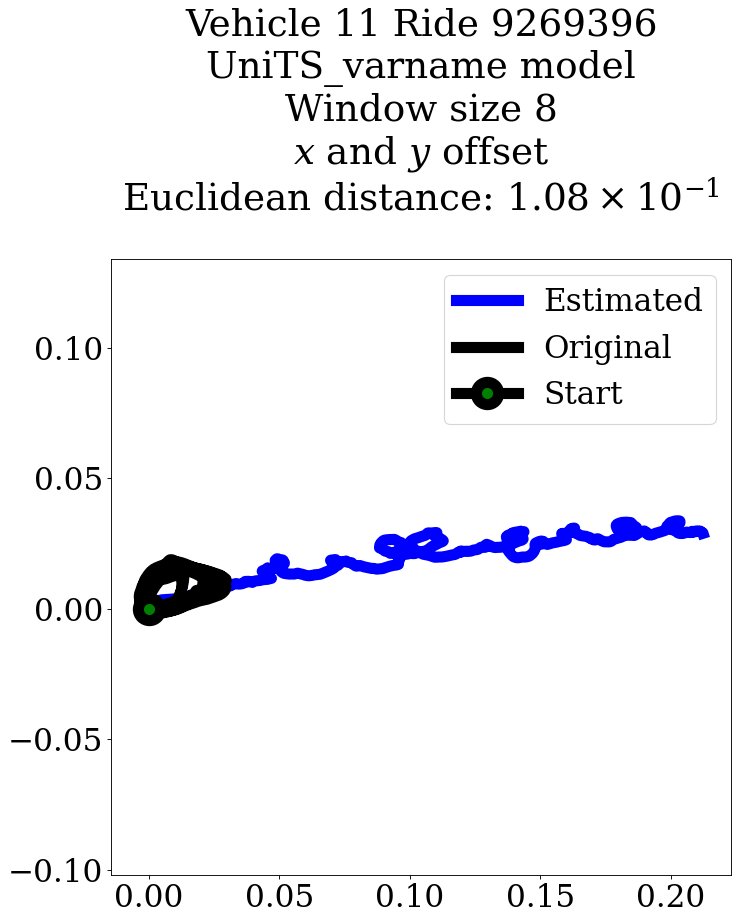 Vehicle 11 Ride 9269396
UniTS_varname model
Window size 8
x and y offset
Euclidean distance: 1.08 × 10⁻¹
Estimated
Original
Start
0.10
0.05
0.00
−0.05
−0.10
0.00 0.05 0.10 0.15 0.20